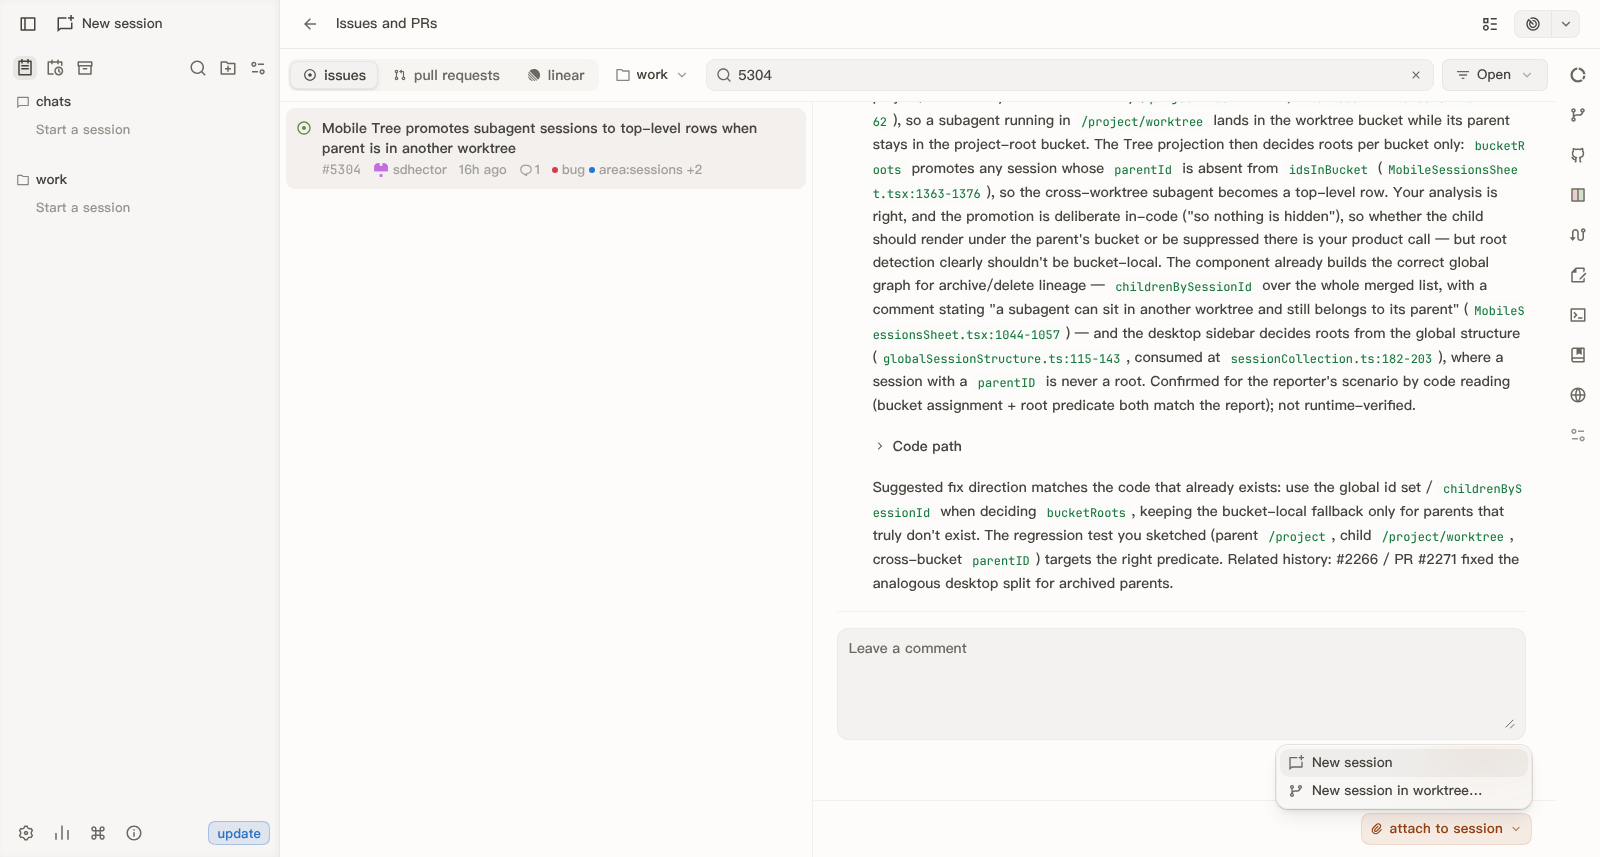 New session
Issues and PRs
issues
pull requests
linear
work
5304
Open
chats
Start a session
work
Start a session
Mobile Tree promotes subagent sessions to top-level rows when
parent is in another worktree
#5304 sdhector 16h ago 1 bug area:sessions +2
62 ), so a subagent running in /project/worktree lands in the worktree bucket while its parent
stays in the project-root bucket. The Tree projection then decides roots per bucket only: bucketR
oots promotes any session whose parentId is absent from idsInBucket ( MobileSessionsShee
t.tsx:1363-1376 ), so the cross-worktree subagent becomes a top-level row. Your analysis is
right, and the promotion is deliberate in-code ("so nothing is hidden"), so whether the child
should render under the parent's bucket or be suppressed there is your product call — but root
detection clearly shouldn't be bucket-local. The component already builds the correct global
graph for archive/delete lineage — childrenBySessionId over the whole merged list, with a
comment stating "a subagent can sit in another worktree and still belongs to its parent" ( MobileS
essionsSheet.tsx:1044-1057 ) — and the desktop sidebar decides roots from the global structure
( globalSessionStructure.ts:115-143 , consumed at sessionCollection.ts:182-203 ), where a
session with a parentID is never a root. Confirmed for the reporter's scenario by code reading
(bucket assignment + root predicate both match the report); not runtime-verified.
Code path
Suggested fix direction matches the code that already exists: use the global id set / childrenByS
essionId when deciding bucketRoots , keeping the bucket-local fallback only for parents that
truly don't exist. The regression test you sketched (parent /project , child /project/worktree ,
cross-bucket parentID ) targets the right predicate. Related history: #2266 / PR #2271 fixed the
analogous desktop split for archived parents.
Leave a comment
New session
New session in worktree...
attach to session
update